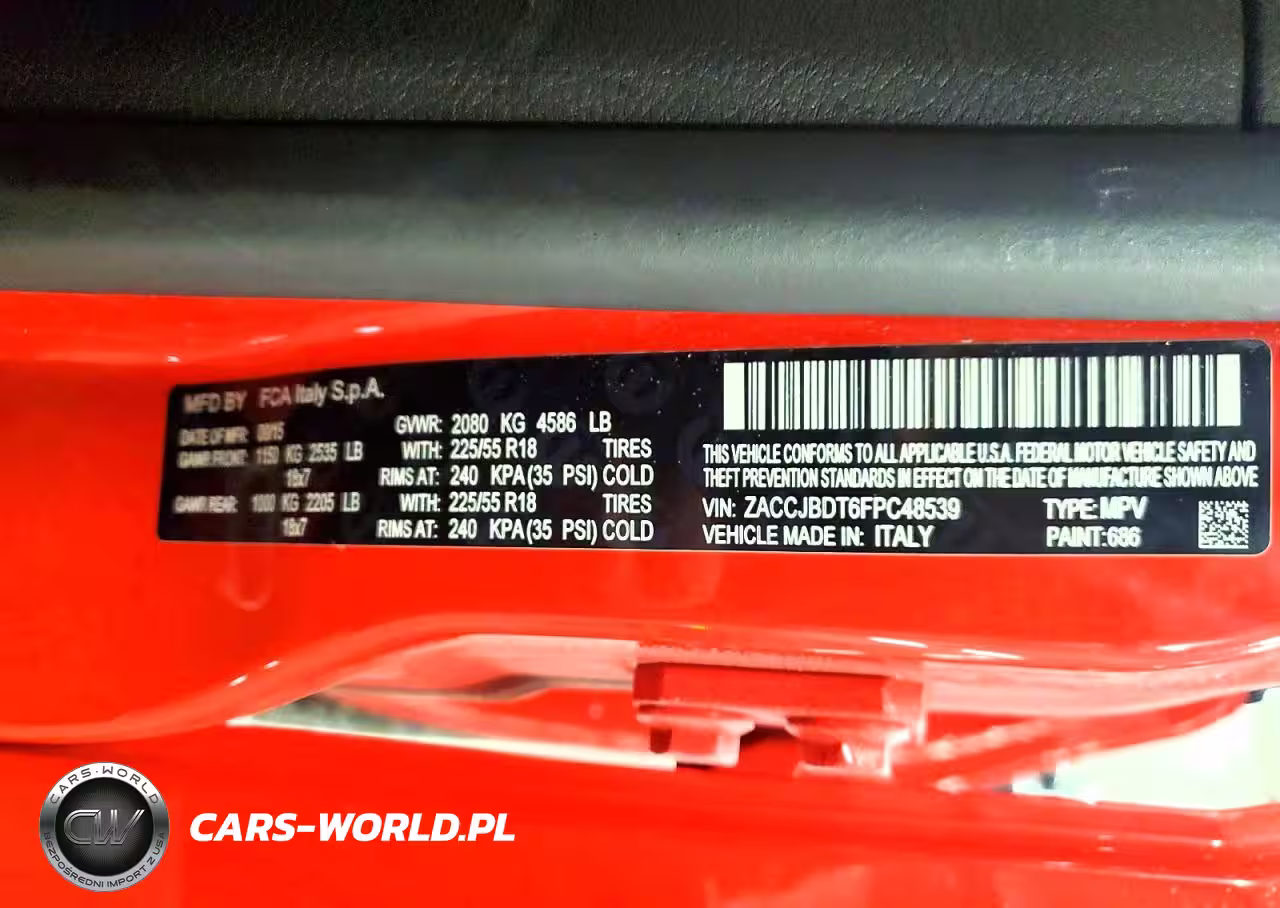 MFD BY FCA Italy S.p.A.
DATE OF MFR:
GAWR FRONT: 1150 KG 2535 LB
18x7
GAWR REAR: 1000 KG 2205 LB
18x7
GVWR: 2080 KG 4586 LB
WITH: 225/55 R18 TIRES
RIMS AT: 240 KPA(35 PSI) COLD
WITH: 225/55 R18 TIRES
RIMS AT: 240 KPA(35 PSI) COLD
THIS VEHICLE CONFORMS TO ALL APPLICABLE U.S.A. FEDERAL MOTOR VEHICLE SAFETY AND
THEFT PREVENTION STANDARDS IN EFFECT ON THE DATE OF MANUFACTURE SHOWN ABOVE
VIN: ZACCJBDT6FPC48539 TYPE: MPV
VEHICLE MADE IN: ITALY PAINT:686
CARS-WORLD
CW
BEZPOŚREDNI IMPORT Z USA
CARS-WORLD.PL